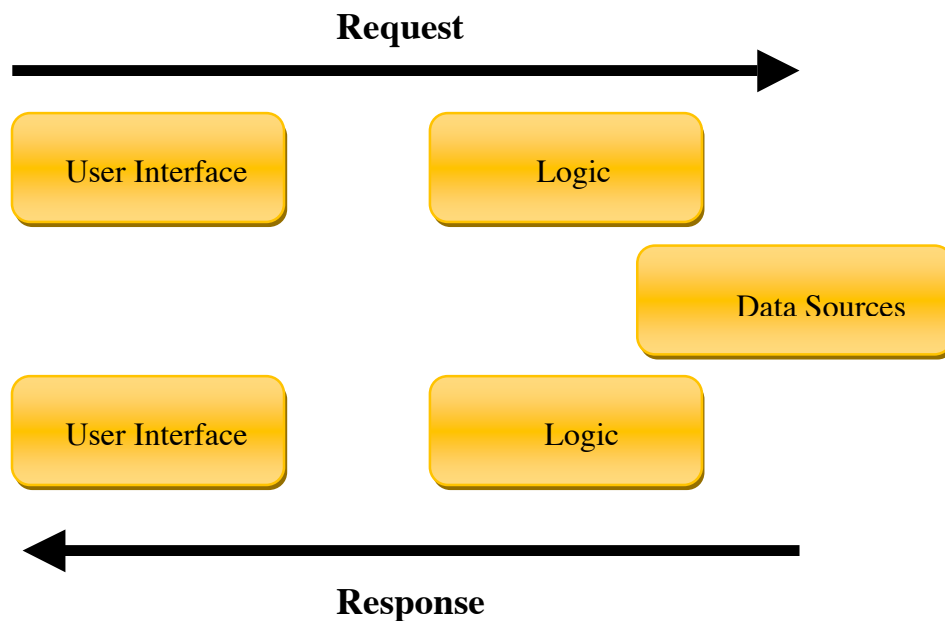 Request
User Interface
Logic
Data Sources
User Interface
Logic
Response